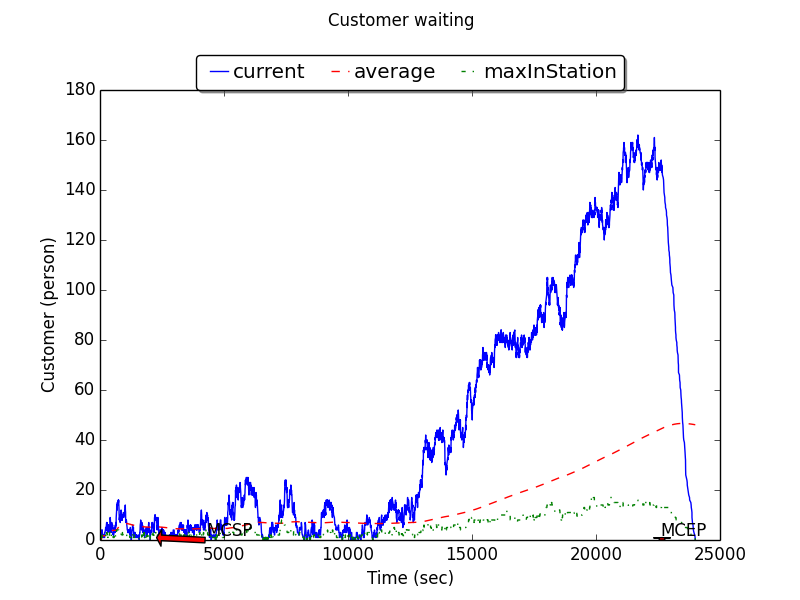 Customer waiting
current average maxInStation
180
160
140
120
100
80
60
40
20
0
Customer (person)
MCSP
MCEP
0 5000 10000 15000 20000 25000
Time (sec)